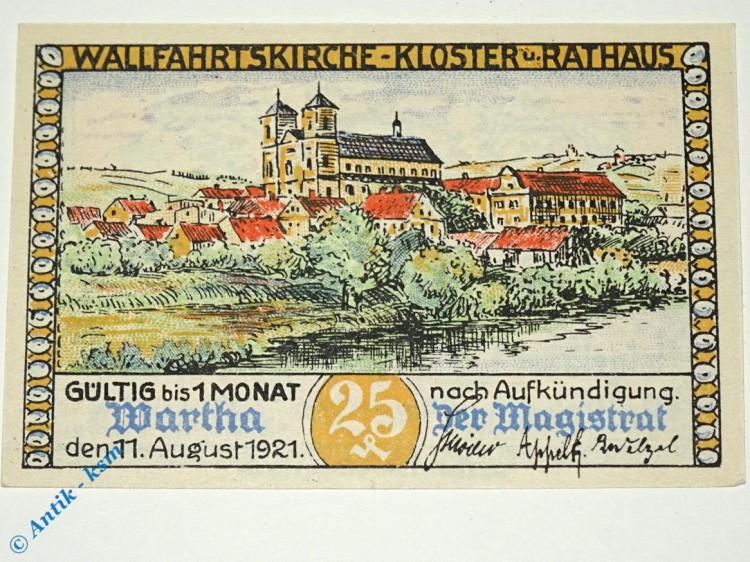 WALLFAHRTSKIRCHE-KLOSTER u. RATHAUS
GÜLTIG bis 1 MONAT
nach Aufkündigung.
Wartha
25
Der Magistrat
den 11. August 1921.
© Antik - ksm